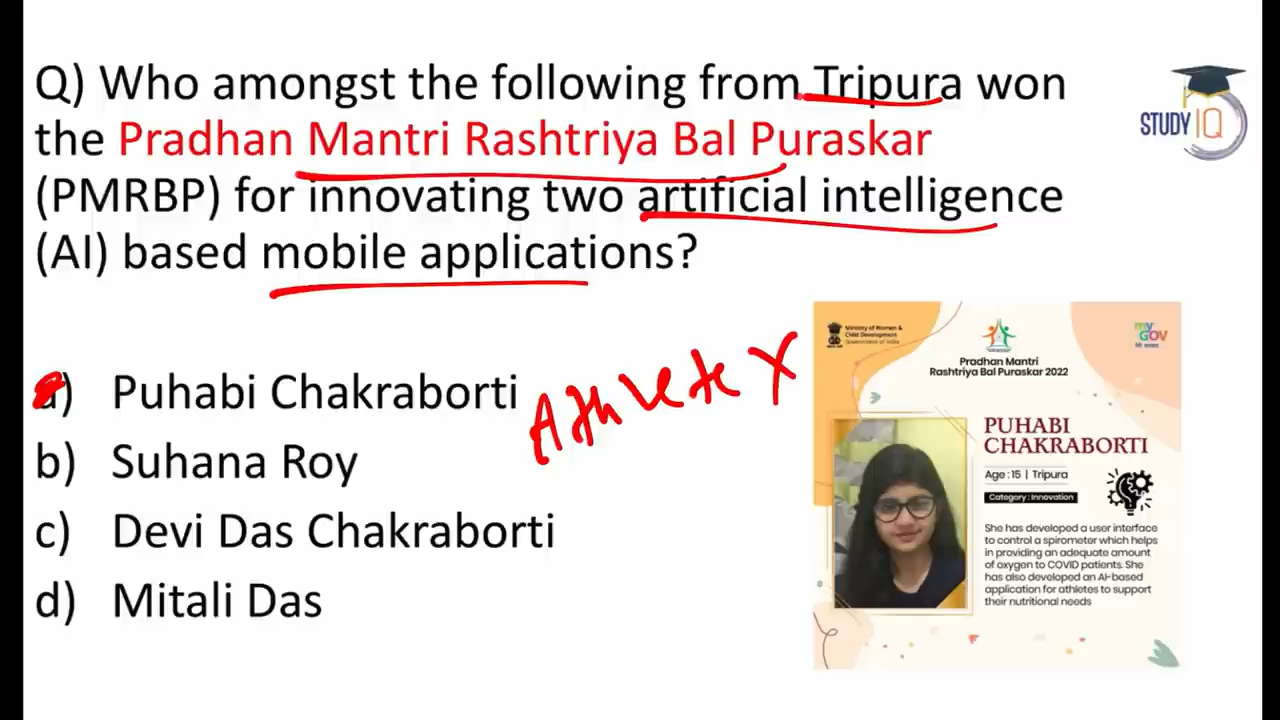 Q) Who amongst the following from Tripura won
the Pradhan Mantri Rashtriya Bal Puraskar
(PMRBP) for innovating two artificial intelligence
(AI) based mobile applications?
STUDY IQ
a) Puhabi Chakraborti
b) Suhana Roy
c) Devi Das Chakraborti
d) Mitali Das
Athlete X
Ministry of Women &
Child Development
Government of India
my
GOV
मेरी सरकार
Pradhan Mantri
Rashtriya Bal Puraskar 2022
PUHABI
CHAKRABORTI
Age : 15 | Tripura
Category : Innovation
She has developed a user interface
to control a spirometer which helps
in providing an adequate amount
of oxygen to COVID patients. She
has also developed an AI-based
application for athletes to support
their nutritional needs